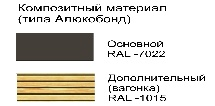 Композитный материал
(типа Алюкобонд)
Основной
RAL -7022
Дополнительный
(вагонка)
RAL -1015